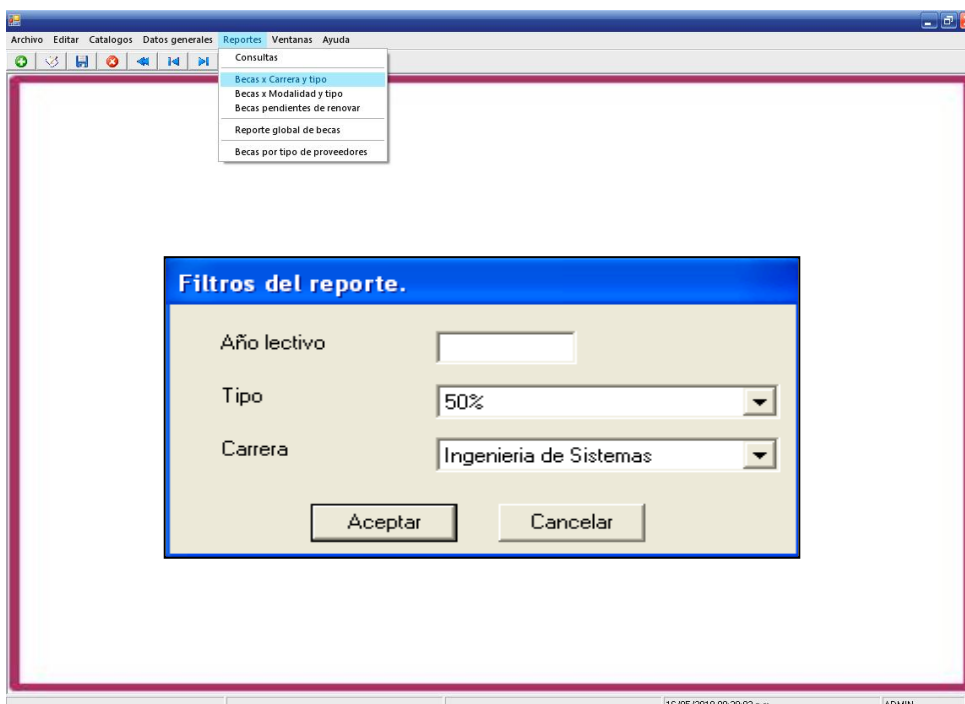 Archivo Editar Catalogos Datos generales Reportes Ventanas Ayuda
Consultas
Becas x Carrera y tipo
Becas x Modalidad y tipo
Becas pendientes de renovar
Reporte global de becas
Becas por tipo de proveedores
Filtros del reporte.
Año lectivo
Tipo
50%
Carrera
Ingenieria de Sistemas
Aceptar Cancelar
ADMIN